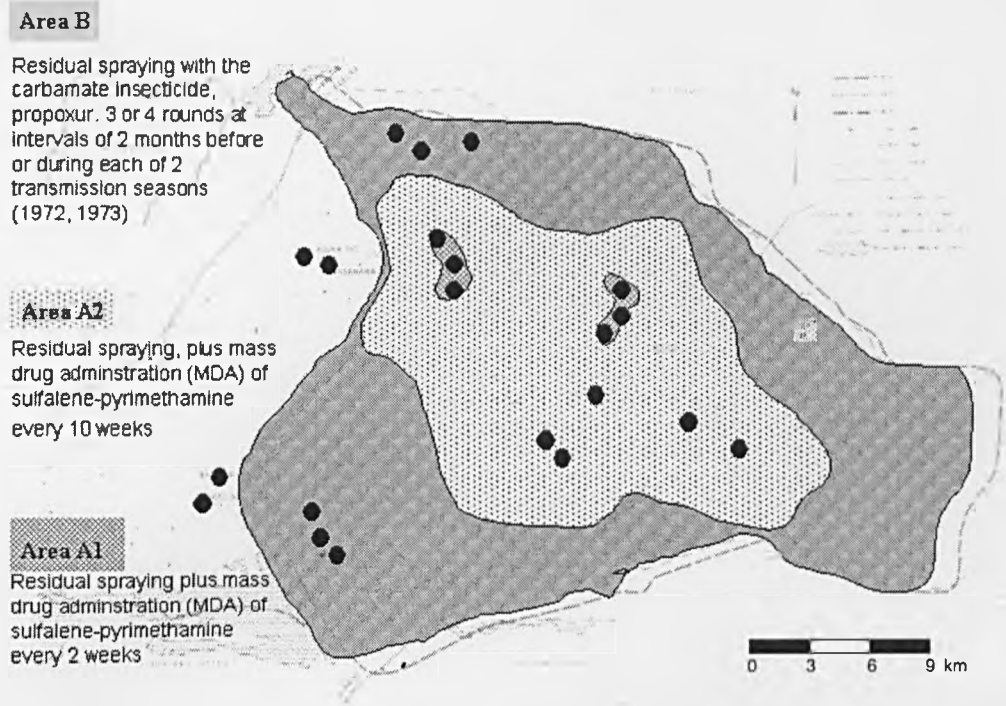 Area B
Residual spraying with the
carbamate insecticide,
propoxur. 3 or 4 rounds at
intervals of 2 months before
or during each of 2
transmission seasons
(1972, 1973)
Area A2
Residual spraying, plus mass
drug adminstration (MDA) of
sulfalene-pyrimethamine
every 10 weeks
Area A1
Residual spraying plus mass
drug adminstration (MDA) of
sulfalene-pyrimethamine
every 2 weeks
0 3 6 9 km